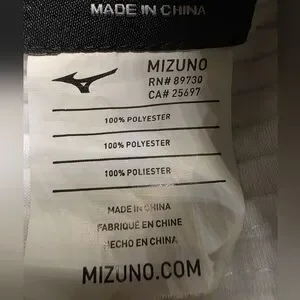 MADE IN CHINA
MIZUNO
RN# 89730
CA# 25697
100% POLYESTER
100% POLYESTER
100% POLIESTER
MADE IN CHINA
FABRIQUÉ EN CHINE
HECHO EN CHINA
MIZUNO.COM